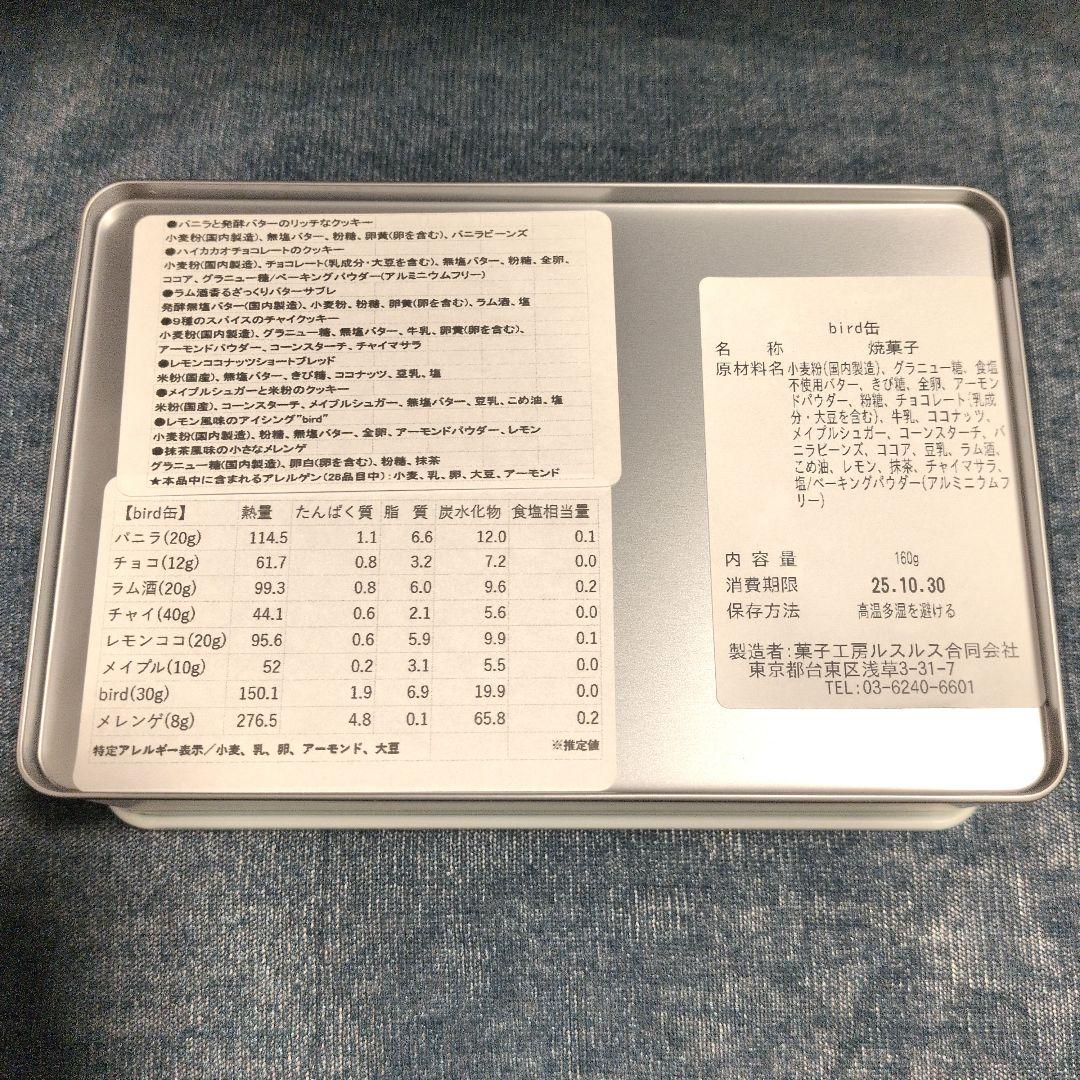 ●バニラと発酵バターのリッチなクッキー
小麦粉(国内製造)、無塩バター、粉糖、卵黄(卵を含む)、バニラビーンズ
●ハイカカオチョコレートのクッキー
小麦粉(国内製造)、チョコレート(乳成分・大豆を含む)、無塩バター、粉糖、全卵、
ココア、グラニュー糖/ベーキングパウダー(アルミニウムフリー)
●ラム酒香るざっくりバターサブレ
発酵無塩バター(国内製造)、小麦粉、粉糖、卵黄(卵を含む)、ラム酒、塩
●9種のスパイスのチャイクッキー
小麦粉(国内製造)、グラニュー糖、無塩バター、牛乳、卵黄(卵を含む)、
アーモンドパウダー、コーンスターチ、チャイマサラ
●レモンココナッツショートブレッド
米粉(国産)、無塩バター、きび糖、ココナッツ、豆乳、塩
●メイプルシュガーと米粉のクッキー
米粉(国産)、コーンスターチ、メイプルシュガー、無塩バター、豆乳、こめ油、塩
●レモン風味のアイシング"bird"
小麦粉(国内製造)、粉糖、無塩バター、全卵、アーモンドパウダー、レモン
●抹茶風味の小さなメレンゲ
グラニュー糖(国内製造)、卵白(卵を含む)、粉糖、抹茶
★本品中に含まれるアレルゲン(28品目中):小麦、乳、卵、大豆、アーモンド
【bird缶】 熱量 たんぱく質 脂 質 炭水化物 食塩相当量
バニラ(20g) 114.5 1.1 6.6 12.0 0.1
チョコ(12g) 61.7 0.8 3.2 7.2 0.0
ラム酒(20g) 99.3 0.8 6.0 9.6 0.2
チャイ(40g) 44.1 0.6 2.1 5.6 0.0
レモンココ(20g) 95.6 0.6 5.9 9.9 0.1
メイプル(10g) 52 0.2 3.1 5.5 0.0
bird(30g) 150.1 1.9 6.9 19.9 0.0
メレンゲ(8g) 276.5 4.8 0.1 65.8 0.2
特定アレルギー表示/小麦、乳、卵、アーモンド、大豆 ※推定値
bird缶
名 称 焼菓子
原材料名 小麦粉(国内製造)、グラニュー糖、食塩
不使用バター、きび糖、全卵、アーモン
ドパウダー、粉糖、チョコレート(乳成
分・大豆を含む)、牛乳、ココナッツ、
メイプルシュガー、コーンスターチ、バ
ニラビーンズ、ココア、豆乳、ラム酒、
こめ油、レモン、抹茶、チャイマサラ、
塩/ベーキングパウダー(アルミニウムフ
リー)
内 容 量 160g
消費期限 25.10.30
保存方法 高温多湿を避ける
製造者:菓子工房ルスルス合同会社
東京都台東区浅草3-31-7
TEL:03-6240-6601